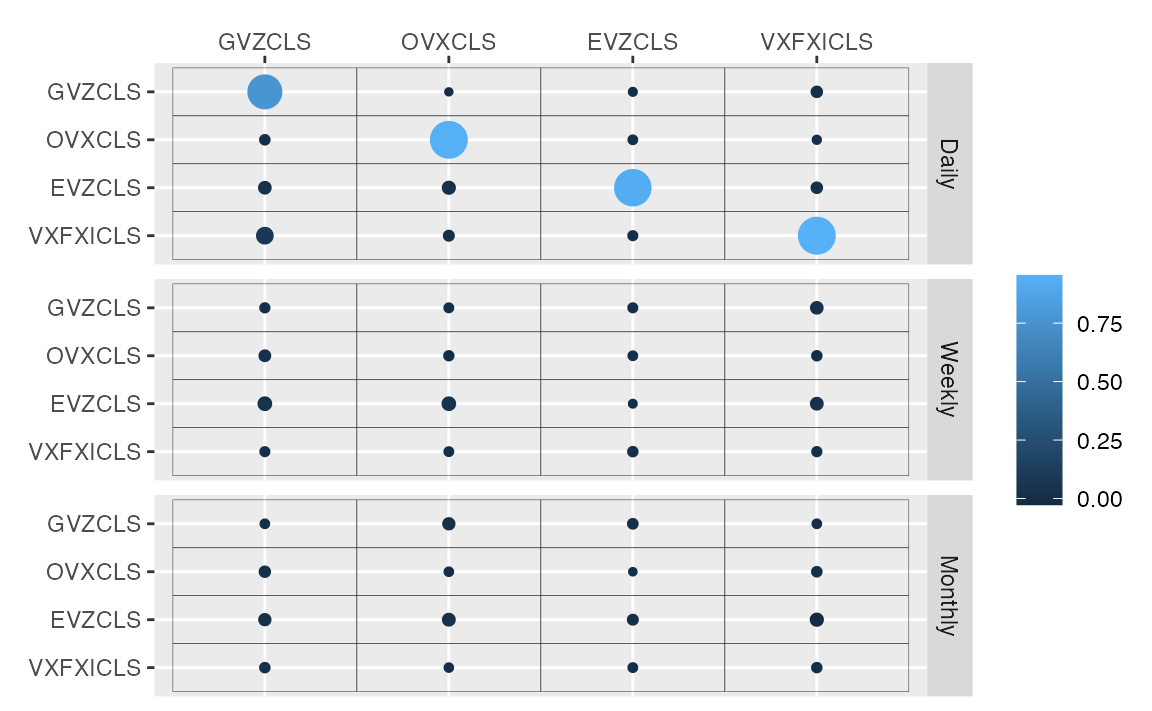 GVZCLS OVXCLS EVZCLS VXFXICLS
GVZCLS
OVXCLS
EVZCLS
VXFXICLS
Daily
GVZCLS
OVXCLS
EVZCLS
VXFXICLS
Weekly
GVZCLS
OVXCLS
EVZCLS
VXFXICLS
Monthly
0.75
0.50
0.25
0.00